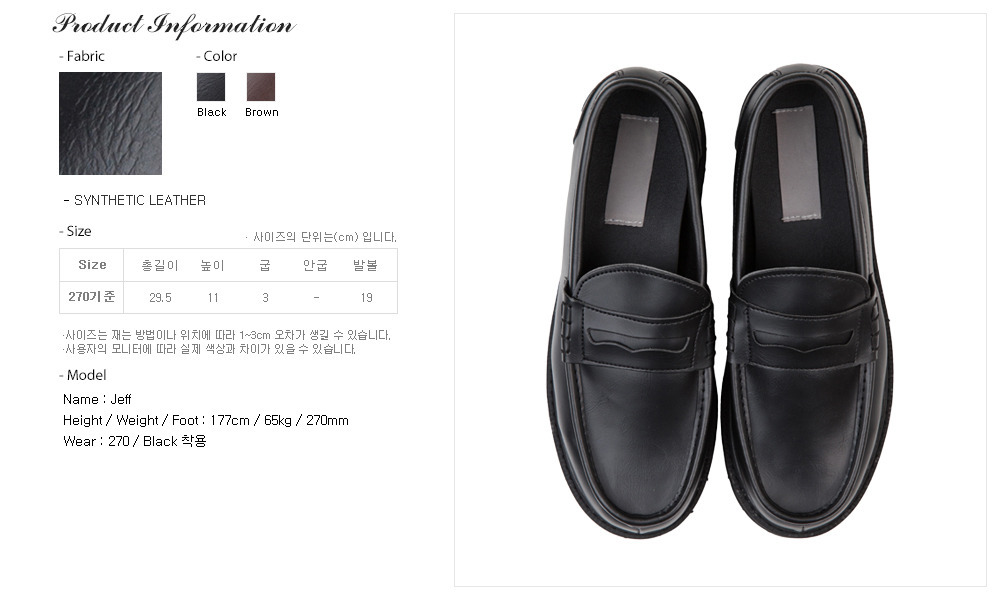 Product Information
- Fabric
- Color
Black
Brown
- SYNTHETIC LEATHER
- Size
· 사이즈의 단위는(cm) 입니다.
Size 총길이 높이 굽 안굽 발볼
270기준 29.5 11 3 - 19
·사이즈는 재는 방법이나 위치에 따라 1~3cm 오차가 생길 수 있습니다.
·사용자의 모니터에 따라 실제 색상과 차이가 있을 수 있습니다.
- Model
Name : Jeff
Height / Weight / Foot : 177cm / 65kg / 270mm
Wear : 270 / Black 착용